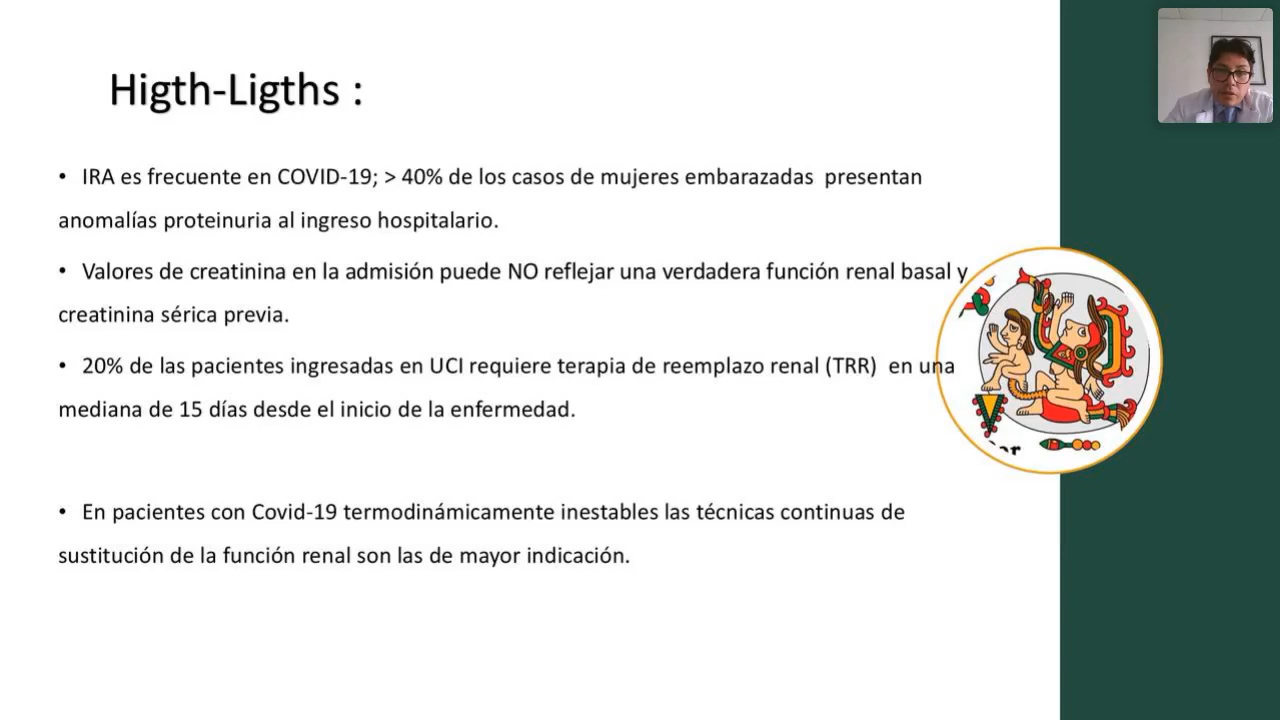 Higth-Ligths :
• IRA es frecuente en COVID-19; > 40% de los casos de mujeres embarazadas  presentan
anomalías proteinuria al ingreso hospitalario.
• Valores de creatinina en la admisión puede NO reflejar una verdadera función renal basal y
creatinina sérica previa.
• 20% de las pacientes ingresadas en UCI requiere terapia de reemplazo renal (TRR)  en una
mediana de 15 días desde el inicio de la enfermedad.
• En pacientes con Covid-19 termodinámicamente inestables las técnicas continuas de
sustitución de la función renal son las de mayor indicación.